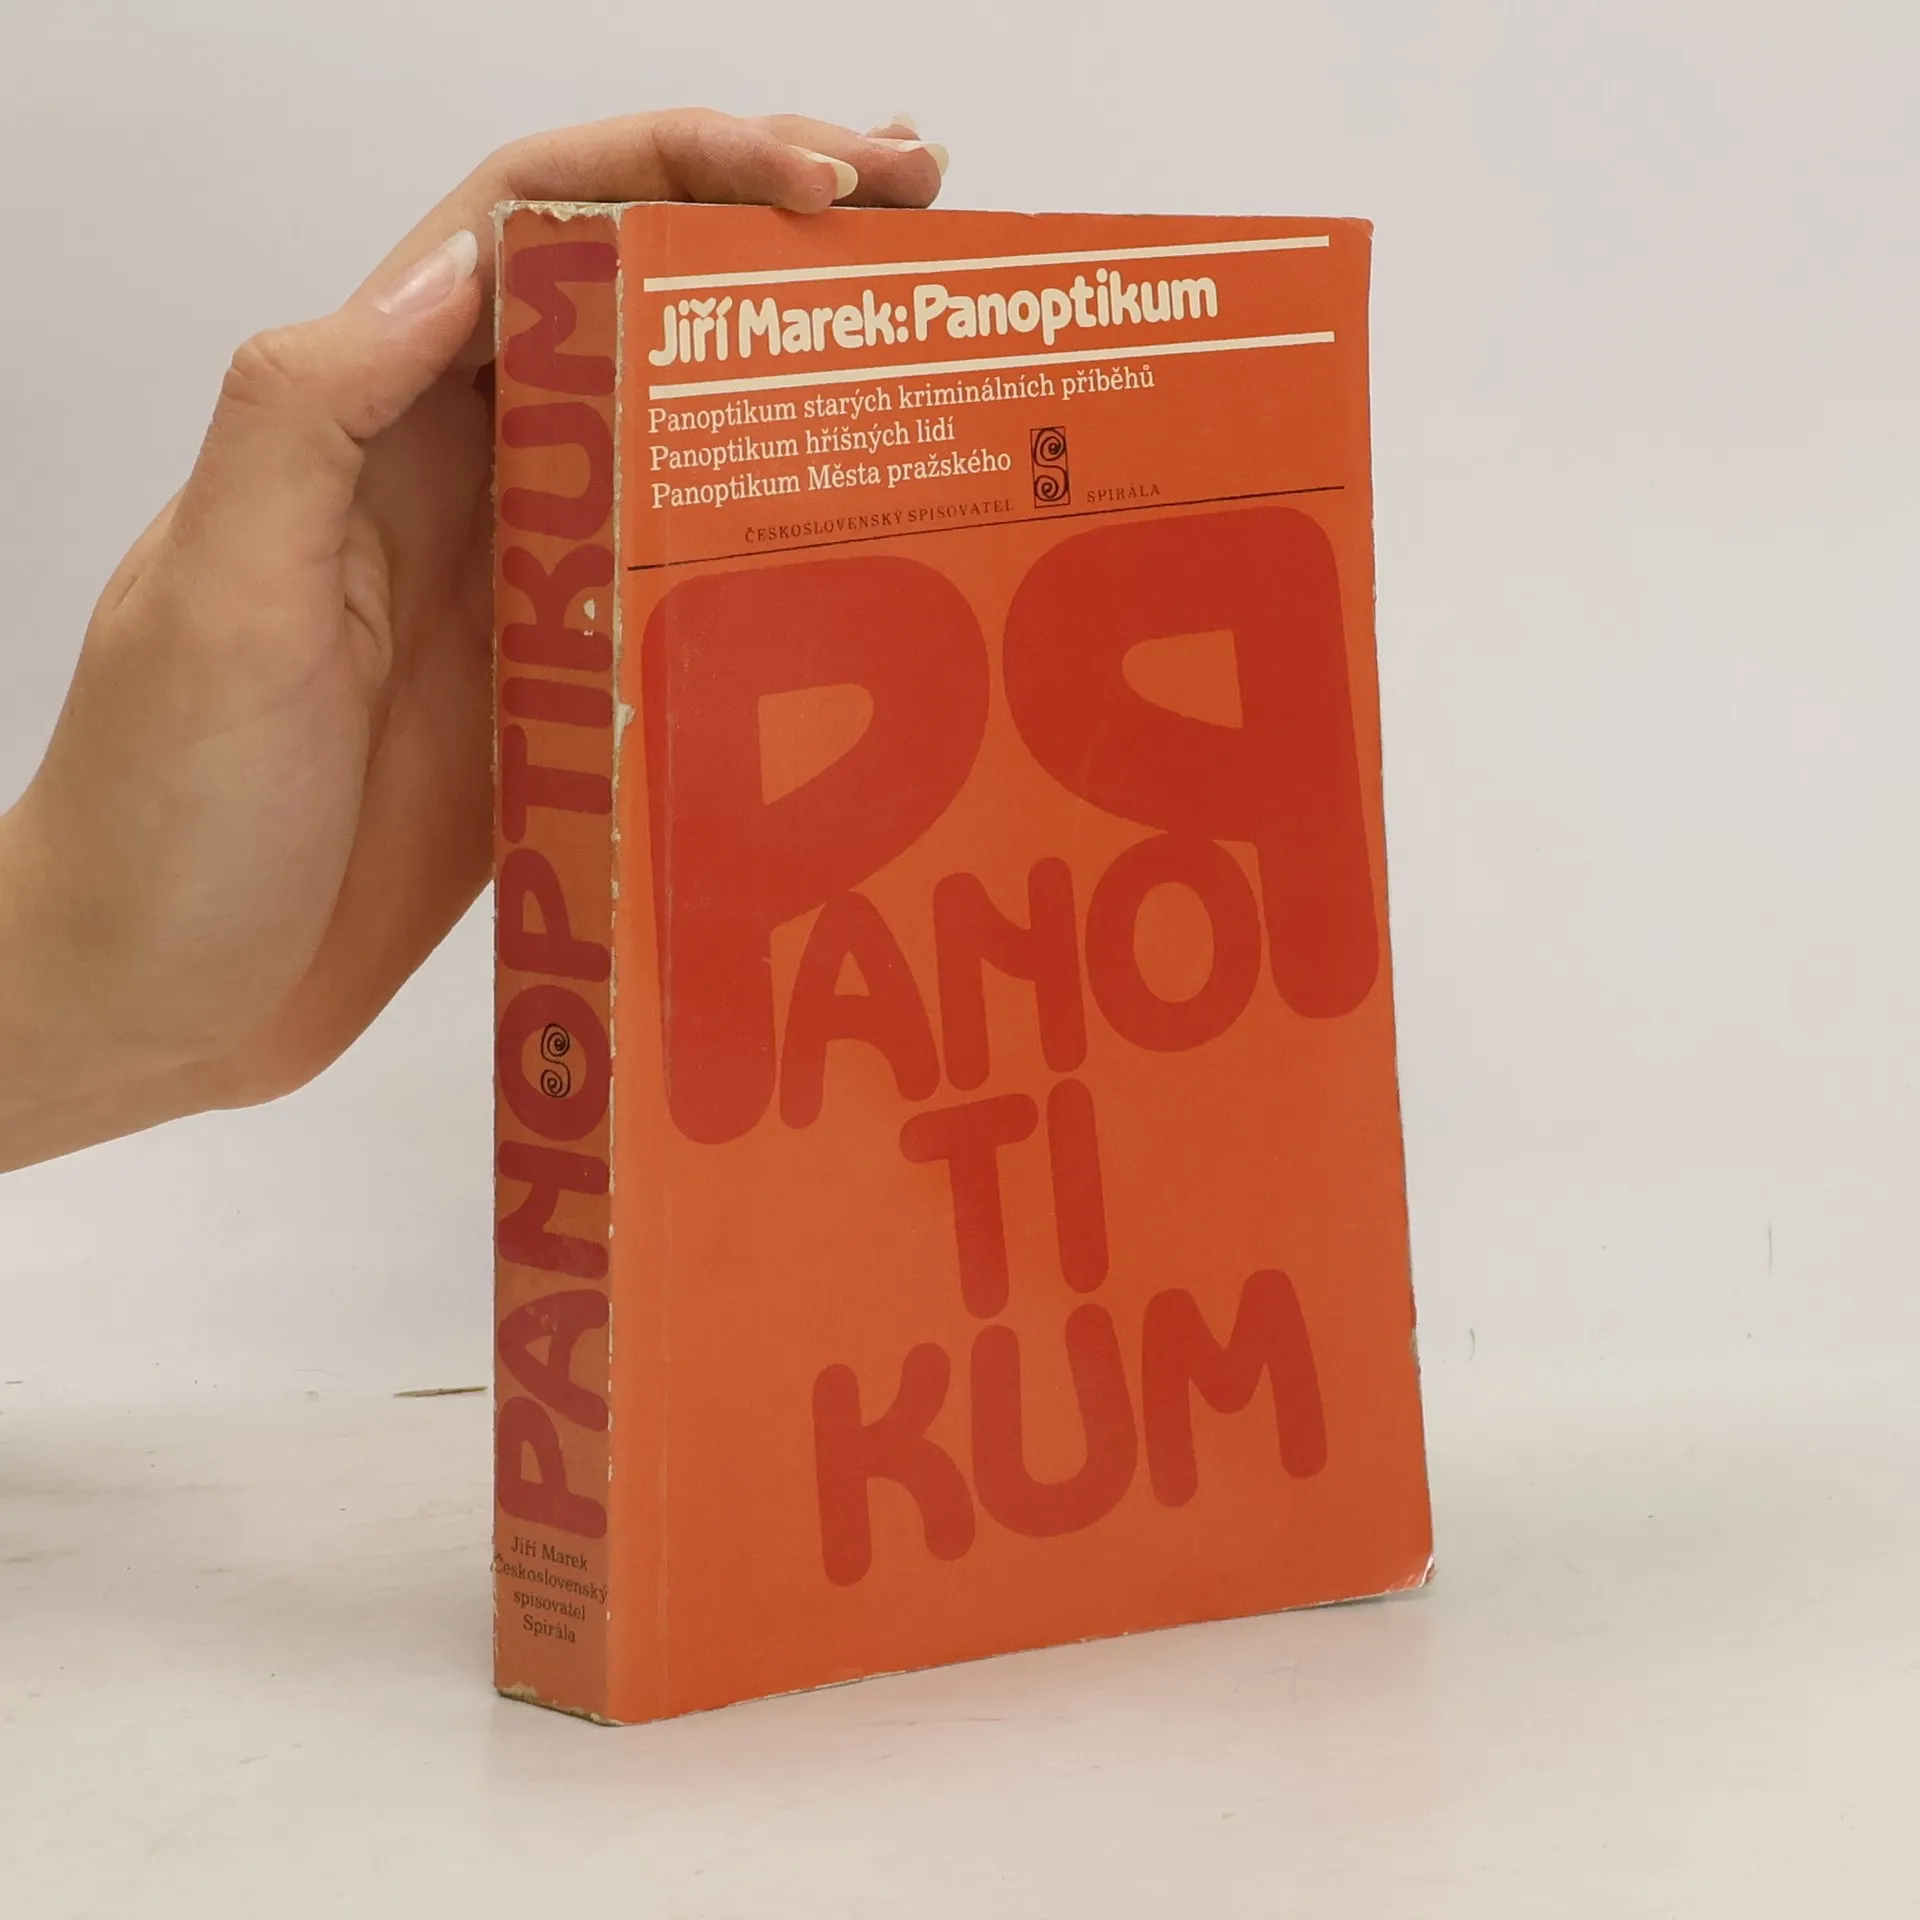 PANOPTIKUM
Jiří Marek
Československý
spisovatel
Spirála
Jiří Marek: Panoptikum
Panoptikum starých kriminálních příběhů
Panoptikum hříšných lidí
Panoptikum Města pražského
ČESKOSLOVENSKÝ SPISOVATEL S SPIRÁLA
PANOP
TI
KUM